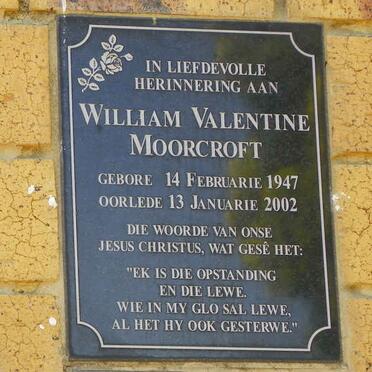 IN LIEFDEVOLLE
HERINNERING AAN
WILLIAM VALENTINE
MOORCROFT
GEBORE 14 FEBRUARIE 1947
OORLEDE 13 JANUARIE 2002
DIE WOORDE VAN ONSE
JESUS CHRISTUS, WAT GESÊ HET:
"EK IS DIE OPSTANDING
EN DIE LEWE.
WIE IN MY GLO SAL LEWE,
AL HET HY OOK GESTERWE."